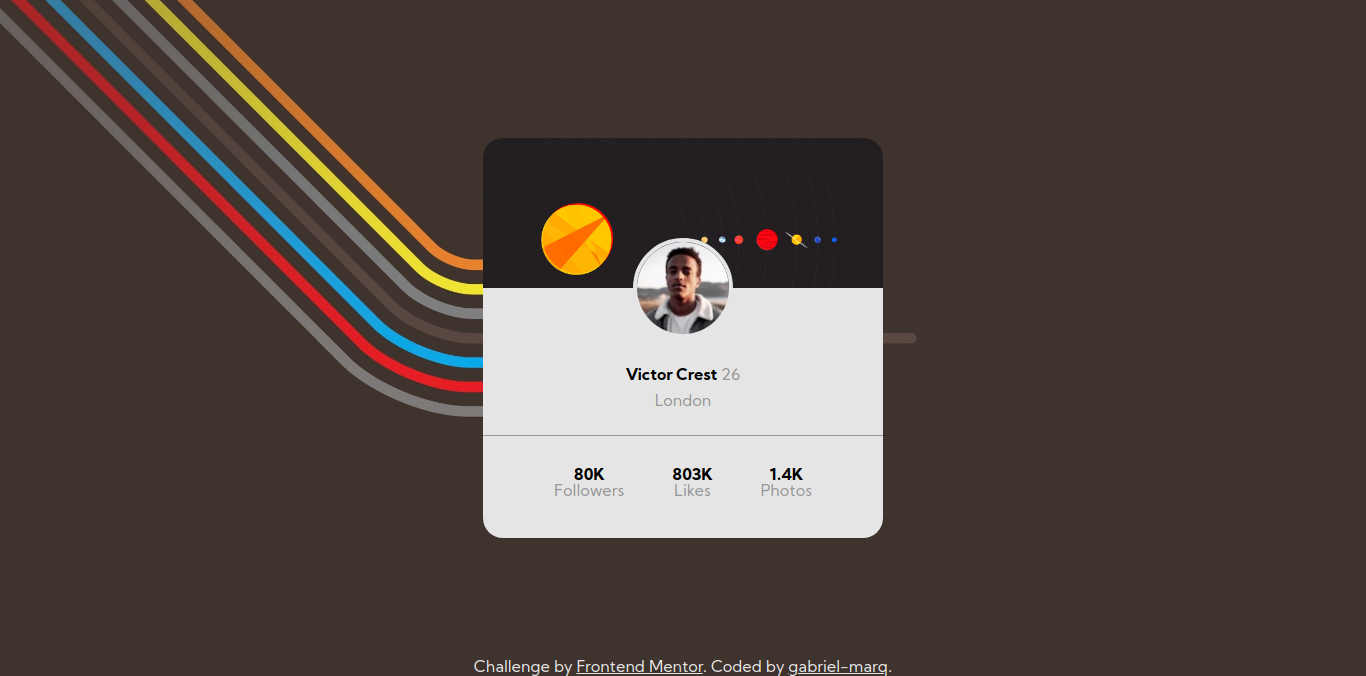 Victor Crest 26
London
80K 803K 1.4K
Followers Likes Photos
Challenge by Frontend Mentor. Coded by gabriel-marq.